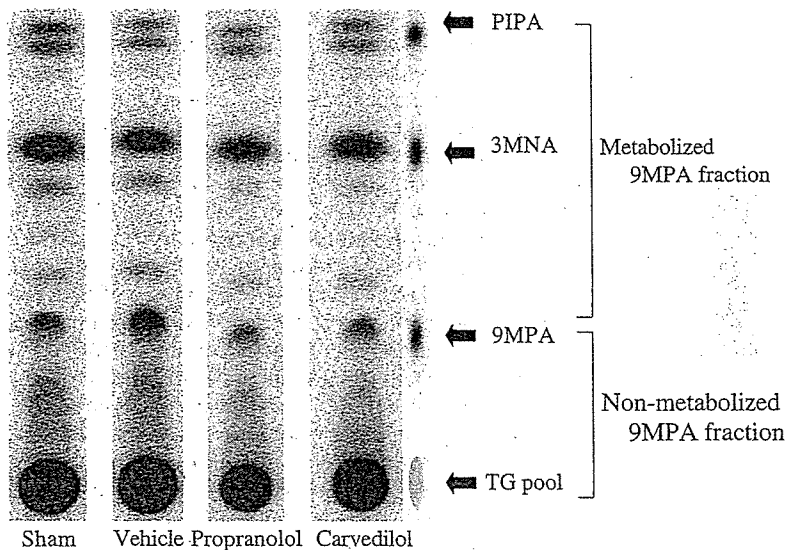 PIPA
3MNA
Metabolized
9MPA fraction
9MPA
Non-metabolized
9MPA fraction
TG pool
Sham Vehicle Propranolol Carvedilol